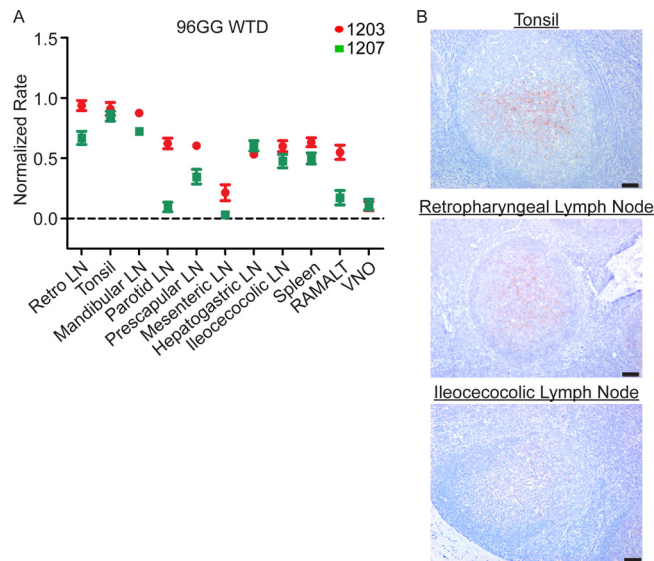 A
96GG WTD
1203
1207
Normalized Rate
1.5
1.0
0.5
0.0
Retro LN
Tonsil
Mandibular LN
Parotid LN
Prescapular LN
Mesenteric LN
Hepatogastric LN
Ileocecocolic LN
Spleen
RAMALT
VNO
B
Tonsil
Retropharyngeal Lymph Node
Ileocecocolic Lymph Node